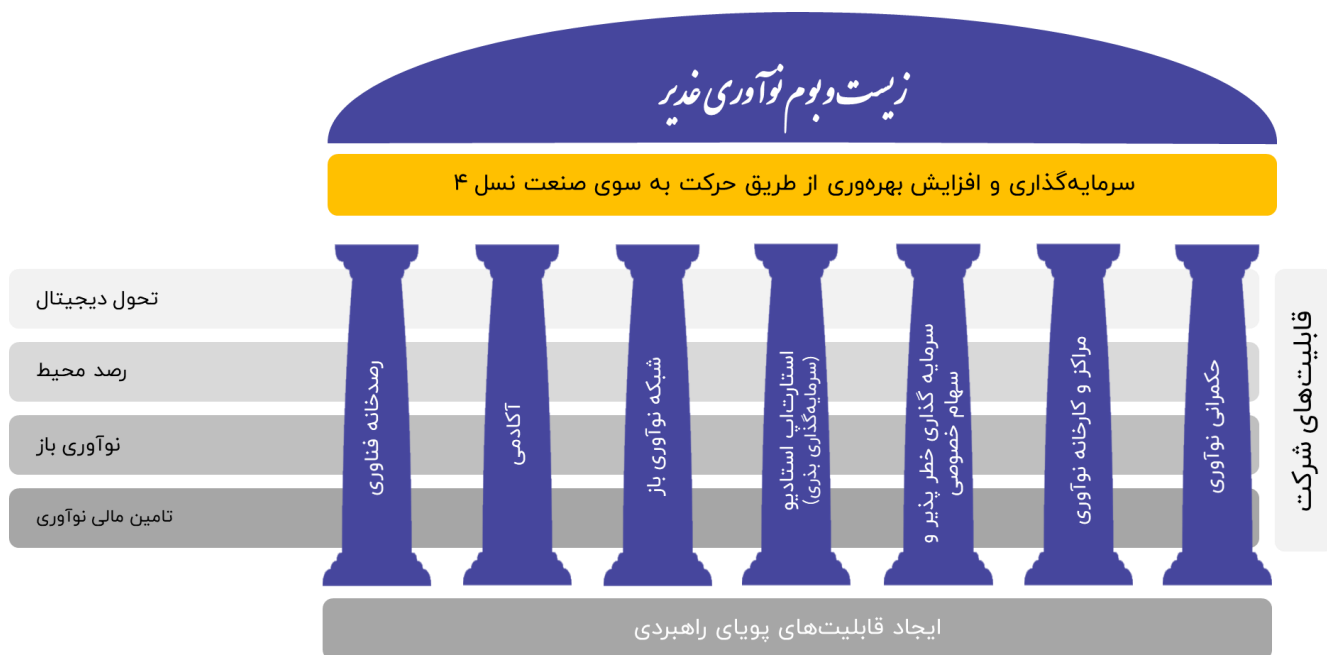 زیست‌و‌بوم نوآوری غدیر
سرمایه‌گذاری و افزایش بهره‌وری از طریق حرکت به سوی صنعت نسل ۴
قابلیت‌های شرکت
حکمرانی نوآوری
مراکز و کارخانه نوآوری
سرمایه گذاری خطر پذیر و
سهام خصوصی
استارت‌اپ استادیو
(سرمایه‌گذاری بذری)
شبکه نوآوری باز
آکادمی
رصدخانه فناوری
تحول دیجیتال
رصد محیط
نوآوری باز
تامین مالی نوآوری
ایجاد قابلیت‌های پویای راهبردی